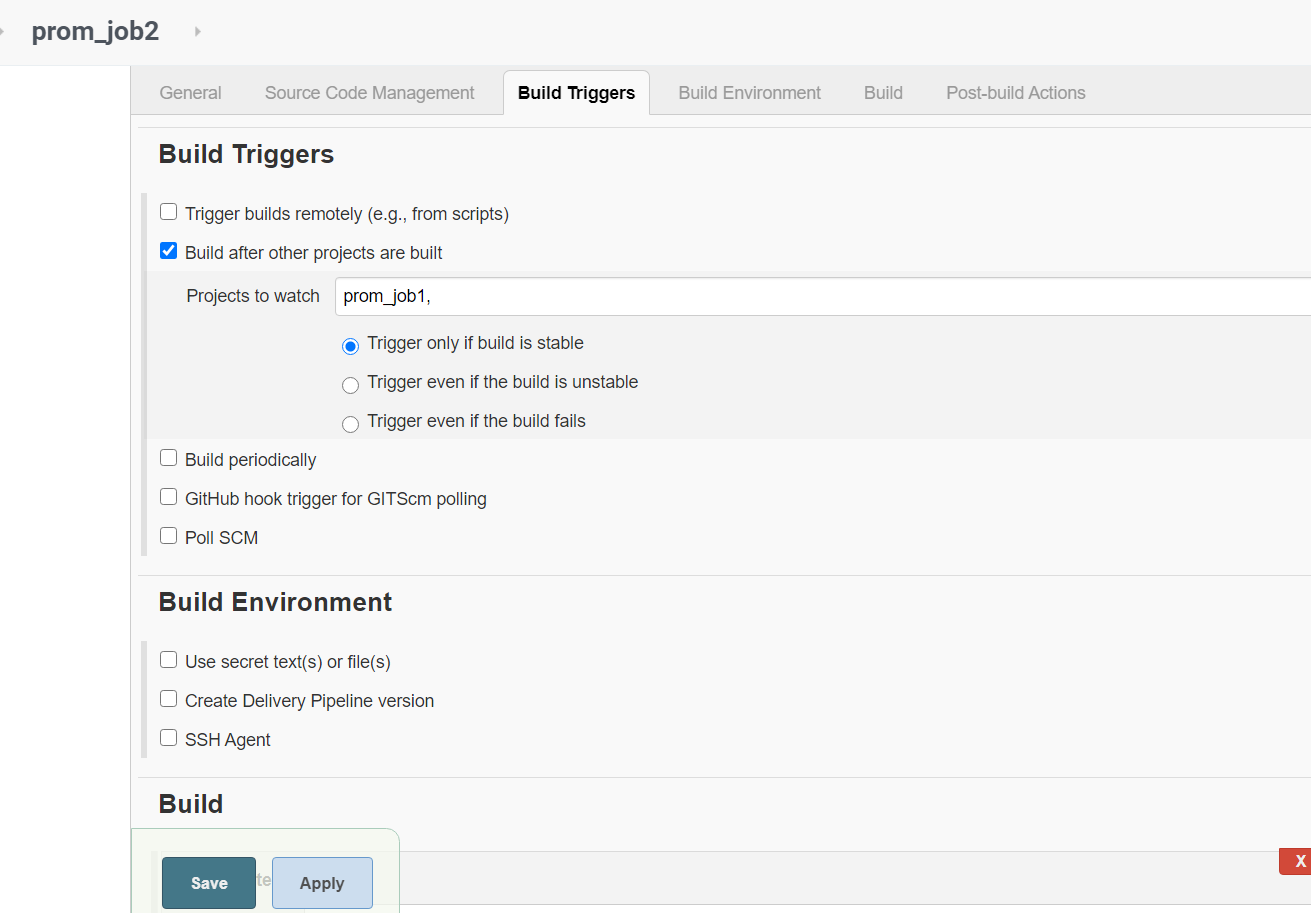 prom_job2
General Source Code Management Build Triggers Build Environment Build Post-build Actions
Build Triggers
Trigger builds remotely (e.g., from scripts)
Build after other projects are built
Projects to watch prom_job1,
Trigger only if build is stable
Trigger even if the build is unstable
Trigger even if the build fails
Build periodically
GitHub hook trigger for GITScm polling
Poll SCM
Build Environment
Use secret text(s) or file(s)
Create Delivery Pipeline version
SSH Agent
Build
X
Save Apply